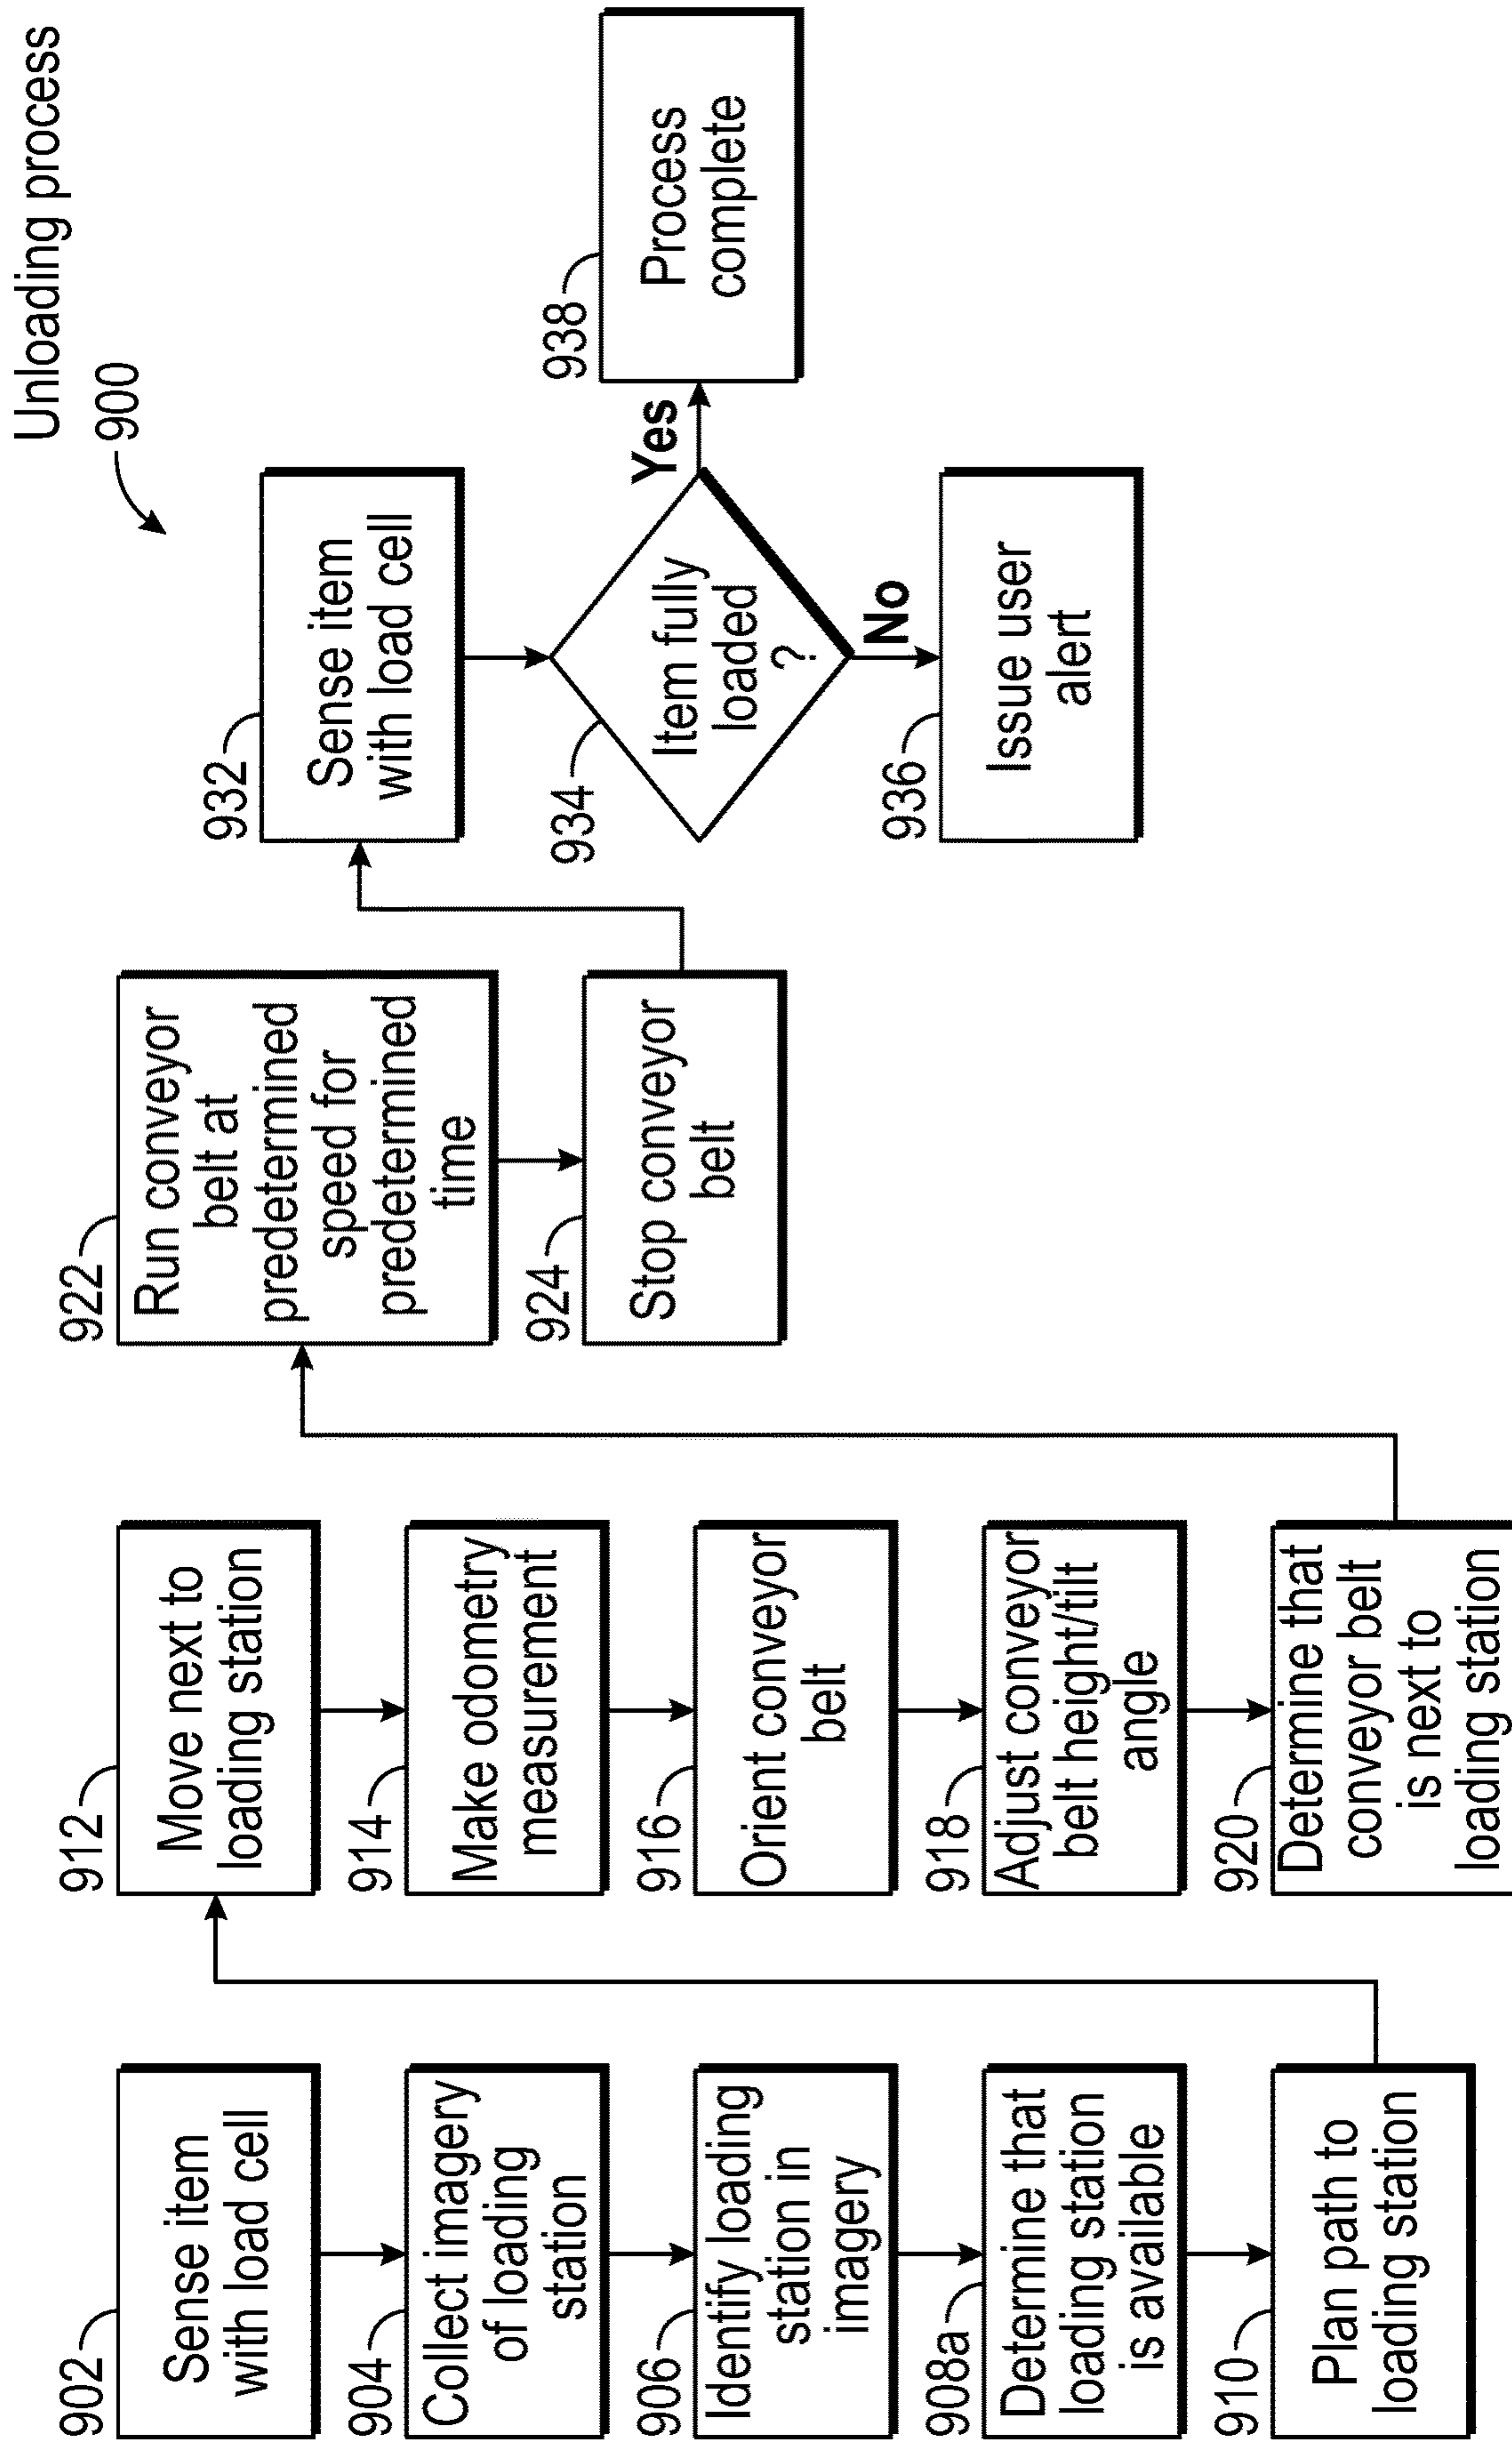 Unloading process
900
902
Sense item
with load cell
904
Collect imagery
of loading
station
906
Identify loading
station in
imagery
908a
Determine that
loading station
is available
910
Plan path to
loading station
912
Move next to
loading station
914
Make odometry
measurement
916
Orient conveyor
belt
918
Adjust conveyor
belt height/tilt
angle
920
Determine that
conveyor belt
is next to
loading station
922
Run conveyor
belt at
predetermined
speed for
predetermined
time
924
Stop conveyor
belt
932
Sense item
with load cell
934
Item fully
loaded
?
Yes
No
936
Issue user
alert
938
Process
complete